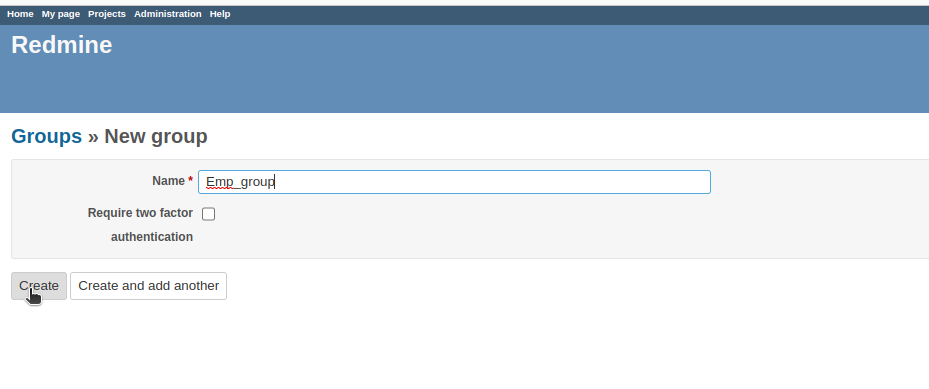 Home My page Projects Administration Help
Redmine
Groups » New group
Name * Emp_group
Require two factor
authentication
Create Create and add another